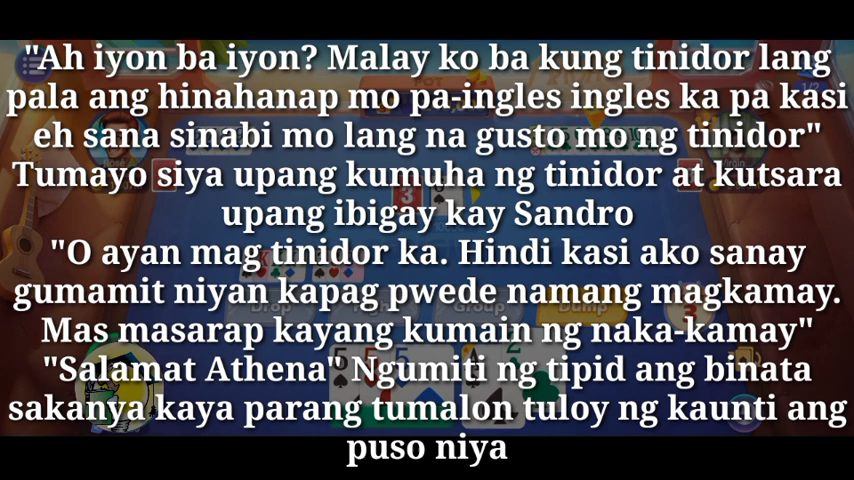 "Ah iyon ba iyon? Malay ko ba kung tinidor lang
pala ang hinahanap mo pa-ingles ingles ka pa kasi
eh sana sinabi mo lang na gusto mo ng tinidor"
Tumayo siya upang kumuha ng tinidor at kutsara
upang ibigay kay Sandro
"O ayan mag tinidor ka. Hindi kasi ako sanay
gumamit niyan kapag pwede namang magkamay.
Mas masarap kayang kumain ng naka-kamay"
"Salamat Athena" Ngumiti ng tipid ang binata
sakanya kaya parang tumalon tuloy ng kaunti ang
puso niya
Drop
Group
Dump